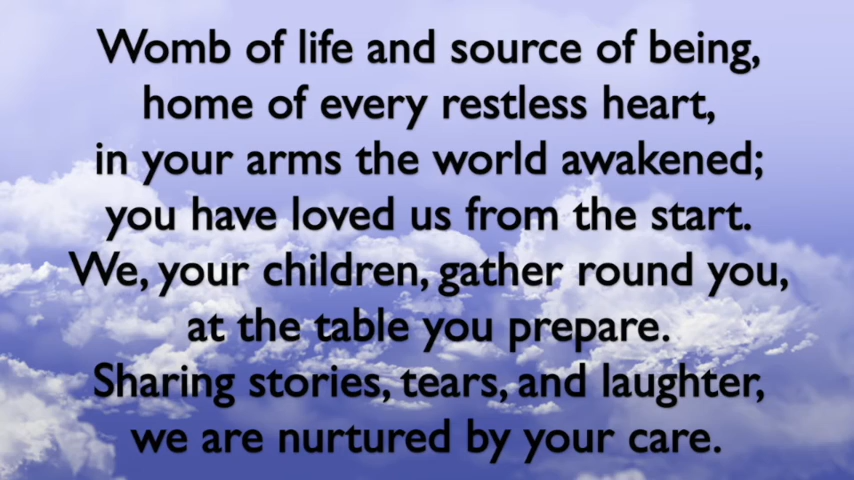 Womb of life and source of being,
home of every restless heart,
in your arms the world awakened;
you have loved us from the start.
We, your children, gather round you,
at the table you prepare.
Sharing stories, tears, and laughter,
we are nurtured by your care.